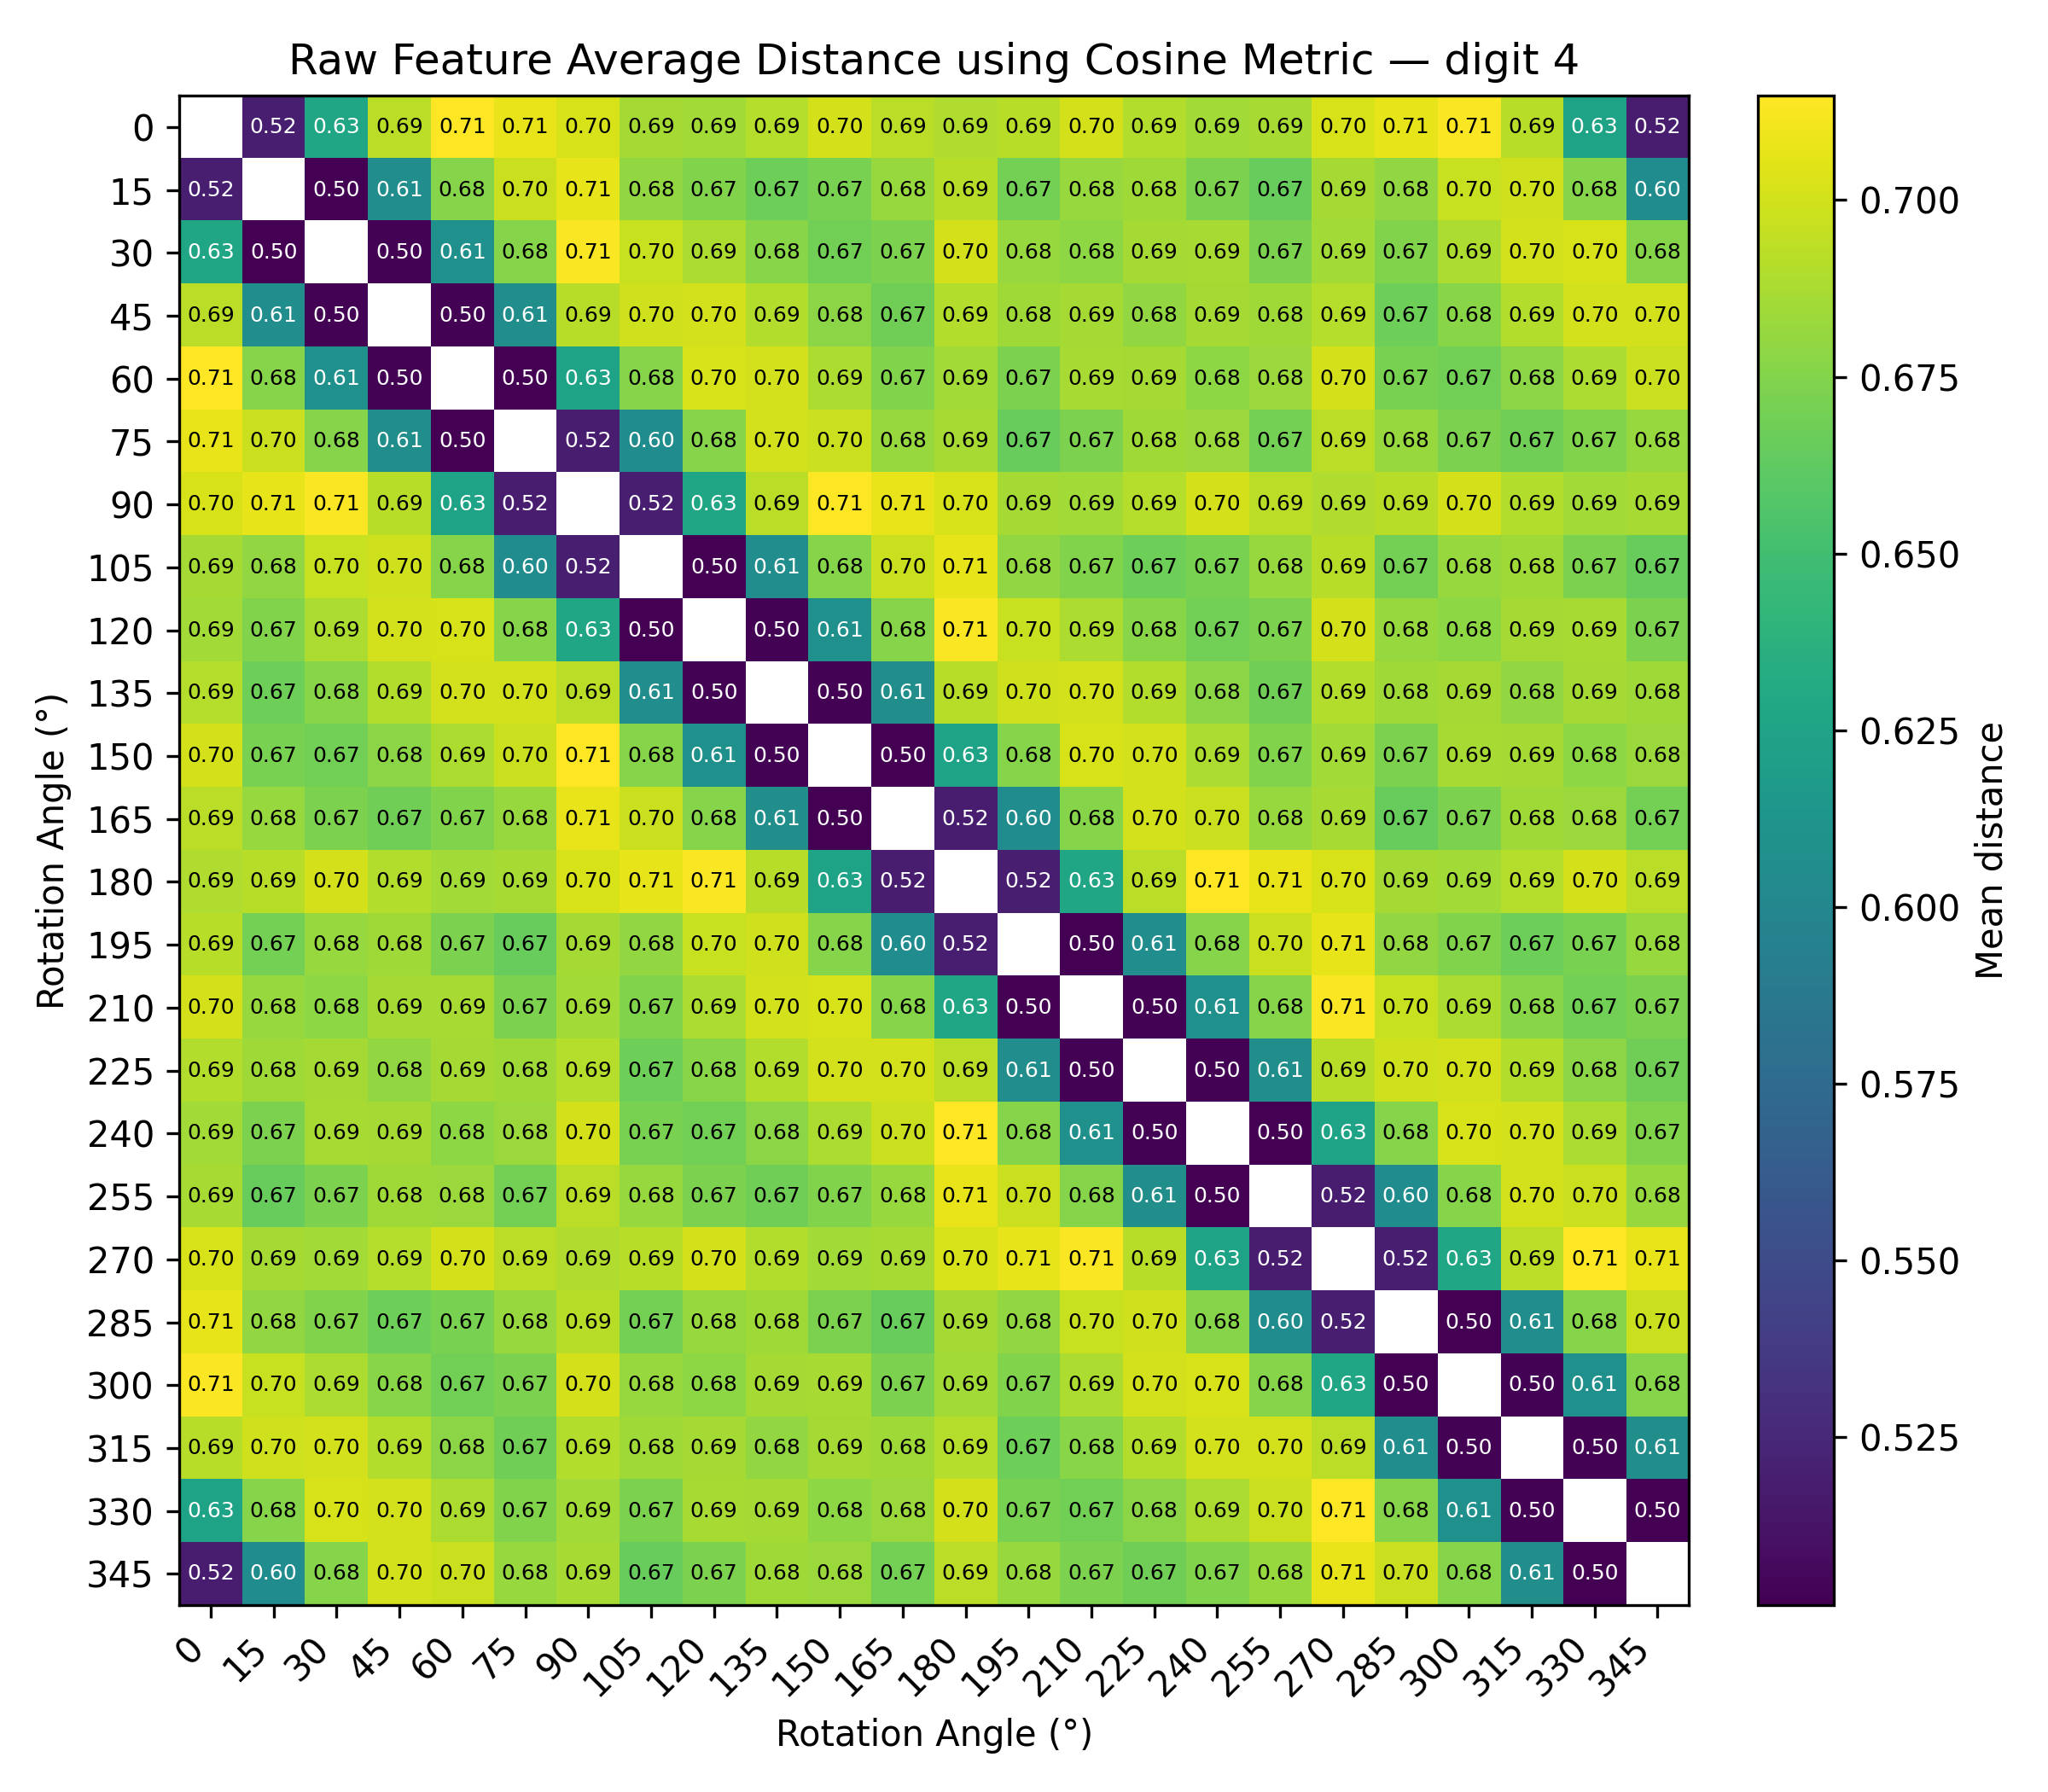 Raw Feature Average Distance using Cosine Metric — digit 4
0 0.52 0.63 0.69 0.71 0.71 0.70 0.69 0.69 0.69 0.70 0.69 0.69 0.69 0.70 0.69 0.69 0.69 0.70 0.71 0.71 0.69 0.63 0.52
15 0.52 0.50 0.61 0.68 0.70 0.71 0.68 0.67 0.67 0.67 0.68 0.69 0.67 0.68 0.68 0.67 0.67 0.69 0.68 0.70 0.70 0.68 0.60
30 0.63 0.50 0.50 0.61 0.68 0.71 0.70 0.69 0.68 0.67 0.67 0.70 0.68 0.68 0.69 0.69 0.67 0.69 0.67 0.69 0.70 0.70 0.68
45 0.69 0.61 0.50 0.50 0.61 0.69 0.70 0.70 0.69 0.68 0.67 0.69 0.68 0.69 0.68 0.69 0.68 0.69 0.67 0.68 0.69 0.70 0.70
60 0.71 0.68 0.61 0.50 0.50 0.63 0.68 0.70 0.70 0.69 0.67 0.69 0.67 0.69 0.69 0.68 0.68 0.70 0.67 0.67 0.68 0.69 0.70
75 0.71 0.70 0.68 0.61 0.50 0.52 0.60 0.68 0.70 0.70 0.68 0.69 0.67 0.67 0.68 0.68 0.67 0.69 0.68 0.67 0.67 0.67 0.68
90 0.70 0.71 0.71 0.69 0.63 0.52 0.52 0.63 0.69 0.71 0.71 0.70 0.69 0.69 0.69 0.70 0.69 0.69 0.69 0.70 0.69 0.69 0.69
105 0.69 0.68 0.70 0.70 0.68 0.60 0.52 0.50 0.61 0.68 0.70 0.71 0.68 0.67 0.67 0.67 0.68 0.69 0.67 0.68 0.68 0.67 0.67
120 0.69 0.67 0.69 0.70 0.70 0.68 0.63 0.50 0.50 0.61 0.68 0.71 0.70 0.69 0.68 0.67 0.67 0.70 0.68 0.68 0.69 0.69 0.67
135 0.69 0.67 0.68 0.69 0.70 0.70 0.69 0.61 0.50 0.50 0.61 0.69 0.70 0.70 0.69 0.68 0.67 0.69 0.68 0.69 0.68 0.69 0.68
150 0.70 0.67 0.67 0.68 0.69 0.70 0.71 0.68 0.61 0.50 0.50 0.63 0.68 0.70 0.70 0.69 0.67 0.69 0.67 0.69 0.69 0.68 0.68
165 0.69 0.68 0.67 0.67 0.67 0.68 0.71 0.70 0.68 0.61 0.50 0.52 0.60 0.68 0.70 0.70 0.68 0.69 0.67 0.67 0.68 0.68 0.67
180 0.69 0.69 0.70 0.69 0.69 0.69 0.70 0.71 0.71 0.69 0.63 0.52 0.52 0.63 0.69 0.71 0.71 0.70 0.69 0.69 0.69 0.70 0.69
195 0.69 0.67 0.68 0.68 0.67 0.67 0.69 0.68 0.70 0.70 0.68 0.60 0.52 0.50 0.61 0.68 0.70 0.71 0.68 0.67 0.67 0.67 0.68
210 0.70 0.68 0.68 0.69 0.69 0.67 0.69 0.67 0.69 0.70 0.70 0.68 0.63 0.50 0.50 0.61 0.68 0.71 0.70 0.69 0.68 0.67 0.67
225 0.69 0.68 0.69 0.68 0.69 0.68 0.69 0.67 0.68 0.69 0.70 0.70 0.69 0.61 0.50 0.50 0.61 0.69 0.70 0.70 0.69 0.68 0.67
240 0.69 0.67 0.69 0.69 0.68 0.68 0.70 0.67 0.67 0.68 0.69 0.70 0.71 0.68 0.61 0.50 0.50 0.63 0.68 0.70 0.70 0.69 0.67
255 0.69 0.67 0.67 0.68 0.68 0.67 0.69 0.68 0.67 0.67 0.67 0.68 0.71 0.70 0.68 0.61 0.50 0.52 0.60 0.68 0.70 0.70 0.68
270 0.70 0.69 0.69 0.69 0.70 0.69 0.69 0.69 0.70 0.69 0.69 0.69 0.70 0.71 0.71 0.69 0.63 0.52 0.52 0.63 0.69 0.71 0.71
285 0.71 0.68 0.67 0.67 0.67 0.68 0.69 0.67 0.68 0.68 0.67 0.67 0.69 0.68 0.70 0.70 0.68 0.60 0.52 0.50 0.61 0.68 0.70
300 0.71 0.70 0.69 0.68 0.67 0.67 0.70 0.68 0.68 0.69 0.69 0.67 0.69 0.67 0.69 0.70 0.70 0.68 0.63 0.50 0.50 0.61 0.68
315 0.69 0.70 0.70 0.69 0.68 0.67 0.69 0.68 0.69 0.68 0.69 0.68 0.69 0.67 0.68 0.69 0.70 0.70 0.69 0.61 0.50 0.50 0.61
330 0.63 0.68 0.70 0.70 0.69 0.67 0.69 0.67 0.69 0.69 0.68 0.68 0.70 0.67 0.67 0.68 0.69 0.70 0.71 0.68 0.61 0.50 0.50
345 0.52 0.60 0.68 0.70 0.70 0.68 0.69 0.67 0.67 0.68 0.68 0.67 0.69 0.68 0.67 0.67 0.67 0.68 0.71 0.70 0.68 0.61 0.50
0 15 30 45 60 75 90 105 120 135 150 165 180 195 210 225 240 255 270 285 300 315 330 345
Rotation Angle (°)
Rotation Angle (°)
0.700
0.675
0.650
0.625
0.600
0.575
0.550
0.525
Mean distance